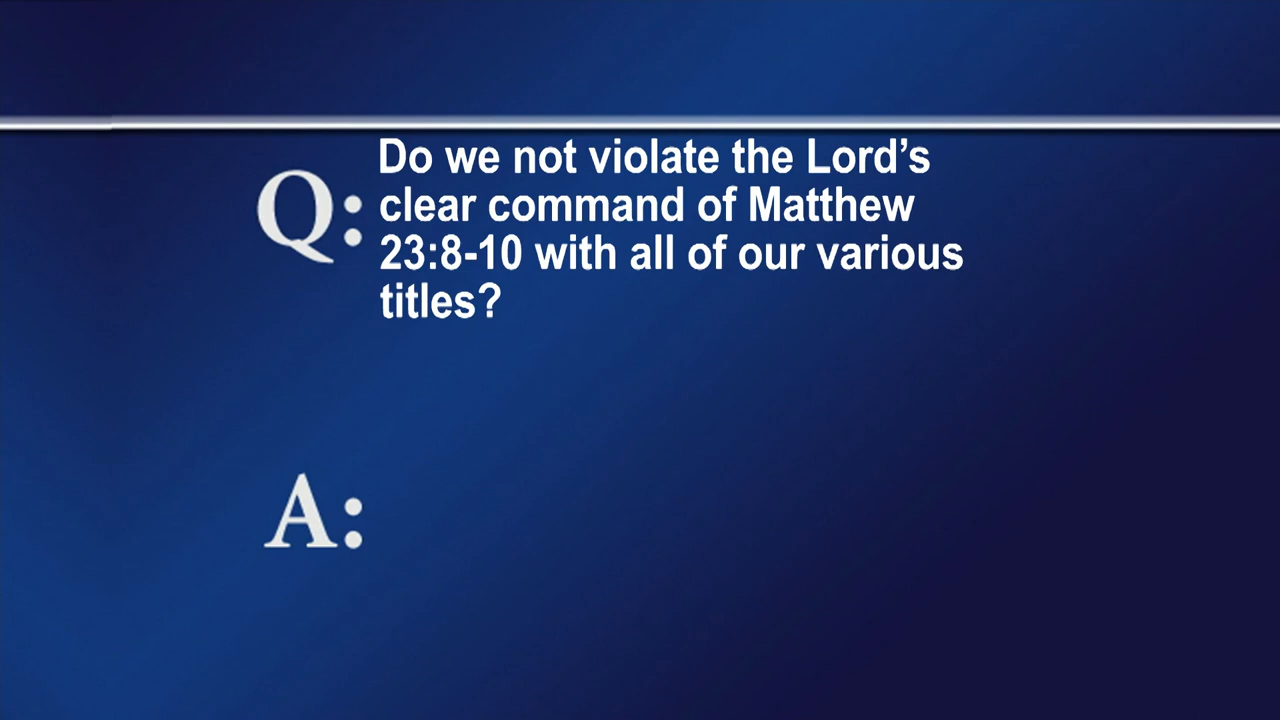 Q: Do we not violate the Lord’s
clear command of Matthew
23:8-10 with all of our various
titles?
A: